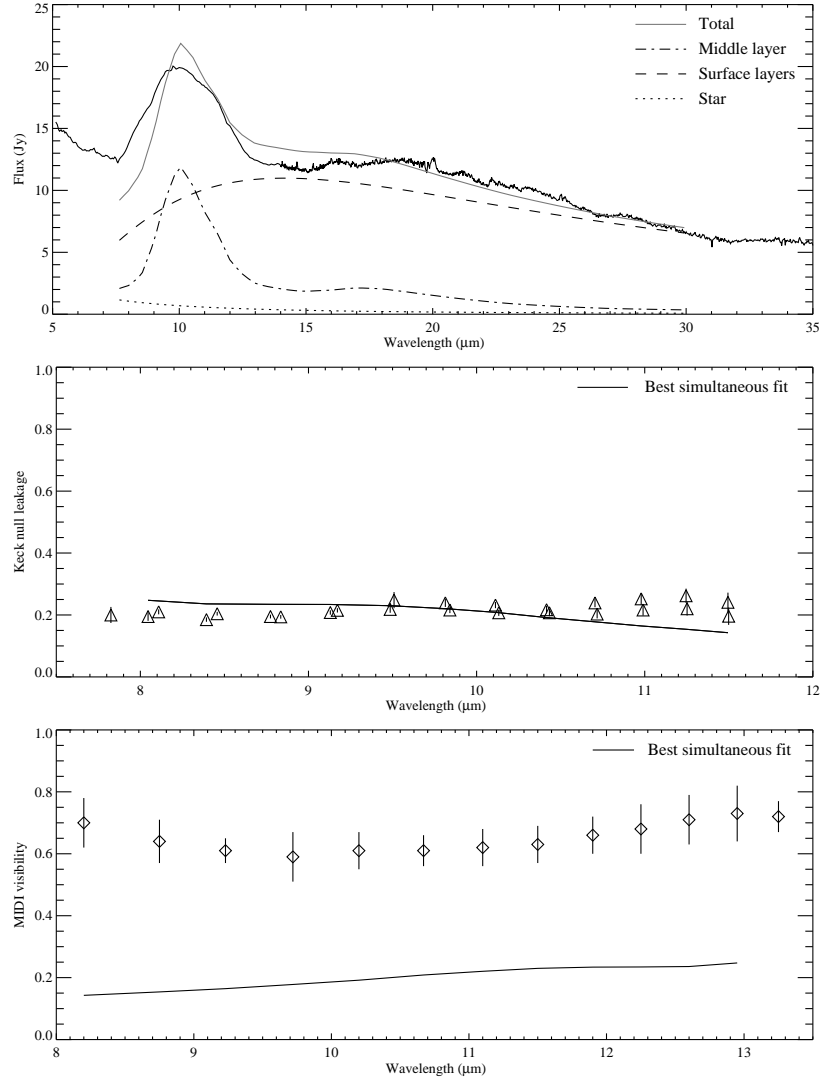 25
20
15
10
5
0
Flux (Jy)
Total
Middle layer
Surface layers
Star
5 10 15 20 25 30 35
Wavelength (μm)
1.0
0.8
0.6
0.4
0.2
0.0
Keck null leakage
Best simultaneous fit
8 9 10 11 12
Wavelength (μm)
1.0
0.8
0.6
0.4
0.2
0.0
MIDI visibility
Best simultaneous fit
8 9 10 11 12 13
Wavelength (μm)